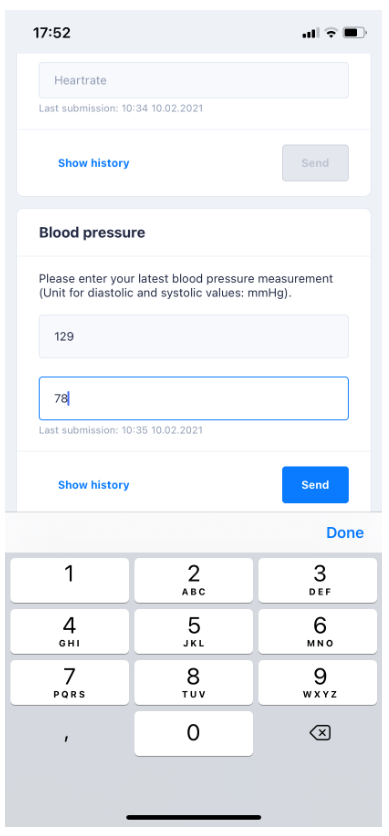 17:52
Heartrate
Last submission: 10:34 10.02.2021
Show history
Send
Blood pressure
Please enter your latest blood pressure measurement
(Unit for diastolic and systolic values: mmHg).
129
78
Last submission: 10:35 10.02.2021
Show history
Send
Done
1
2
ABC
3
DEF
4
GHI
5
JKL
6
MNO
7
PQRS
8
TUV
9
WXYZ
,
0